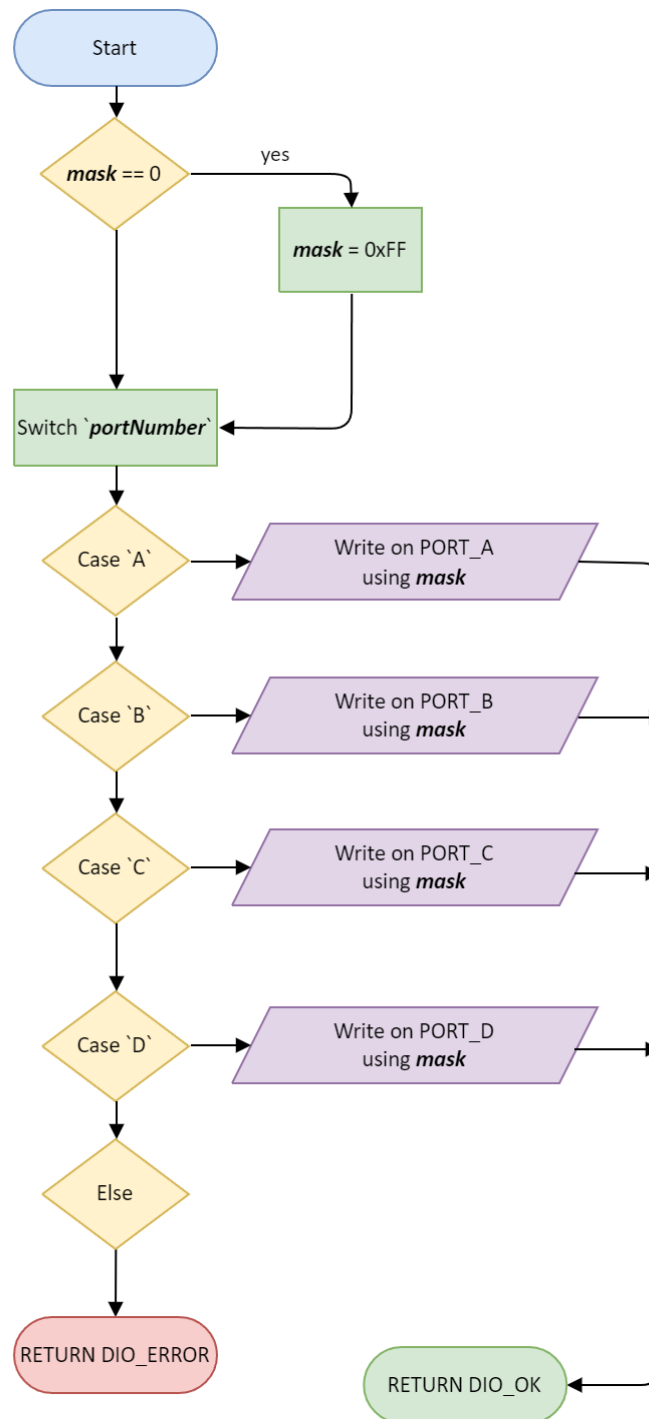 Start
mask == 0
yes
mask = 0xFF
Switch `portNumber`
Case `A`
Write on PORT_A
using mask
Case `B`
Write on PORT_B
using mask
Case `C`
Write on PORT_C
using mask
Case `D`
Write on PORT_D
using mask
Else
RETURN DIO_ERROR
RETURN DIO_OK